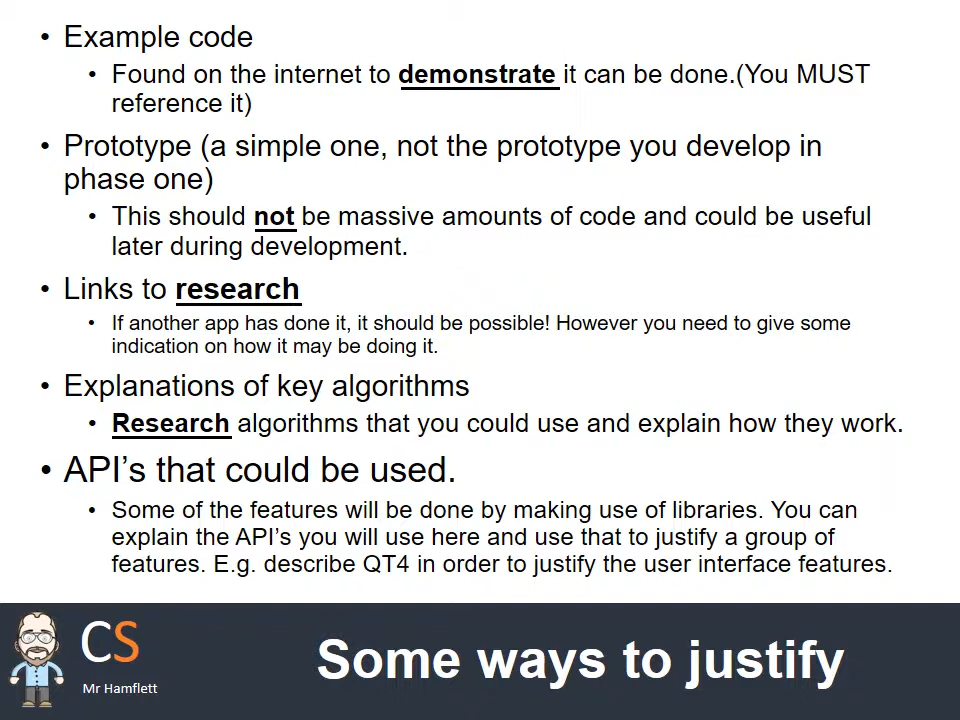 • Example code
• Found on the internet to demonstrate it can be done.(You MUST
reference it)
• Prototype (a simple one, not the prototype you develop in
phase one)
• This should not be massive amounts of code and could be useful
later during development.
• Links to research
• If another app has done it, it should be possible! However you need to give some
indication on how it may be doing it.
• Explanations of key algorithms
• Research algorithms that you could use and explain how they work.
• API’s that could be used.
• Some of the features will be done by making use of libraries. You can
explain the API’s you will use here and use that to justify a group of
features. E.g. describe QT4 in order to justify the user interface features.
CS
Mr Hamflett
Some ways to justify